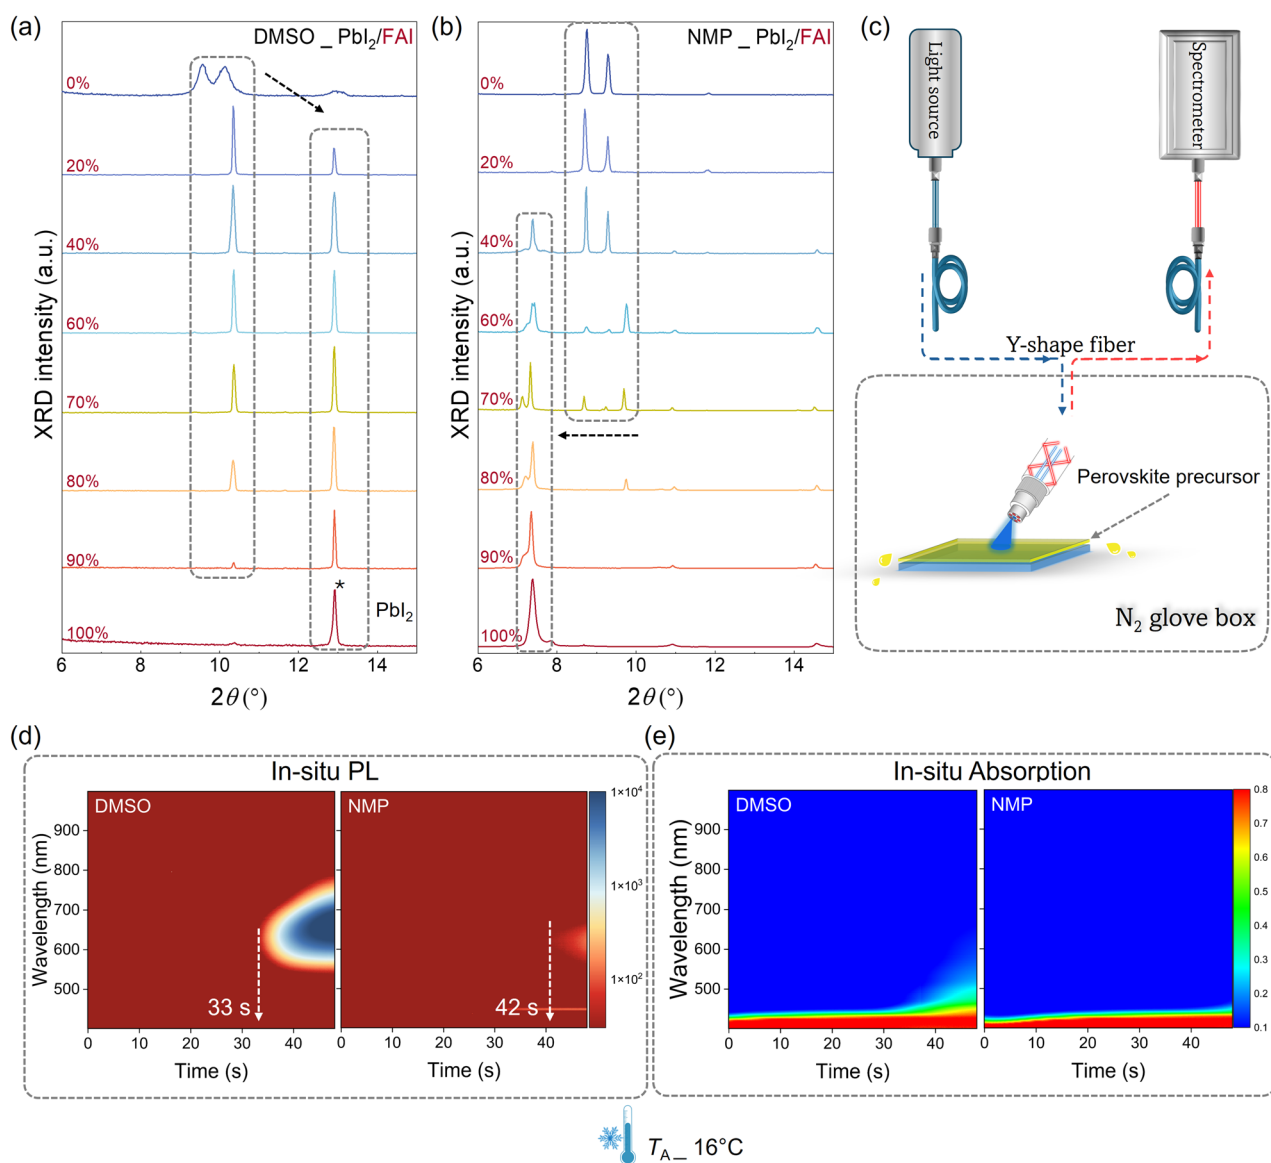 (a)
DMSO _ PbI₂/FAI
0%
20%
40%
60%
70%
80%
90%
*
PbI₂
100%
XRD intensity (a.u.)
6 8 10 12 14
2θ (°)
(b)
NMP _ PbI₂/FAI
0%
20%
40%
60%
70%
80%
90%
100%
XRD intensity (a.u.)
6 8 10 12 14
2θ (°)
(c)
Light source
Spectrometer
Y-shape fiber
Perovskite precursor
N₂ glove box
(d)
In-situ PL
DMSO
NMP
900
800
700
600
500
Wavelength (nm)
33 s
42 s
0 10 20 30 40
0 10 20 30 40
Time (s)
Time (s)
1×10⁴
1×10³
1×10²
(e)
In-situ Absorption
DMSO
NMP
900
800
700
600
500
Wavelength (nm)
0 10 20 30 40
0 10 20 30 40
Time (s)
Time (s)
0.8
0.7
0.6
0.5
0.4
0.3
0.2
0.1
T_A _ 16°C